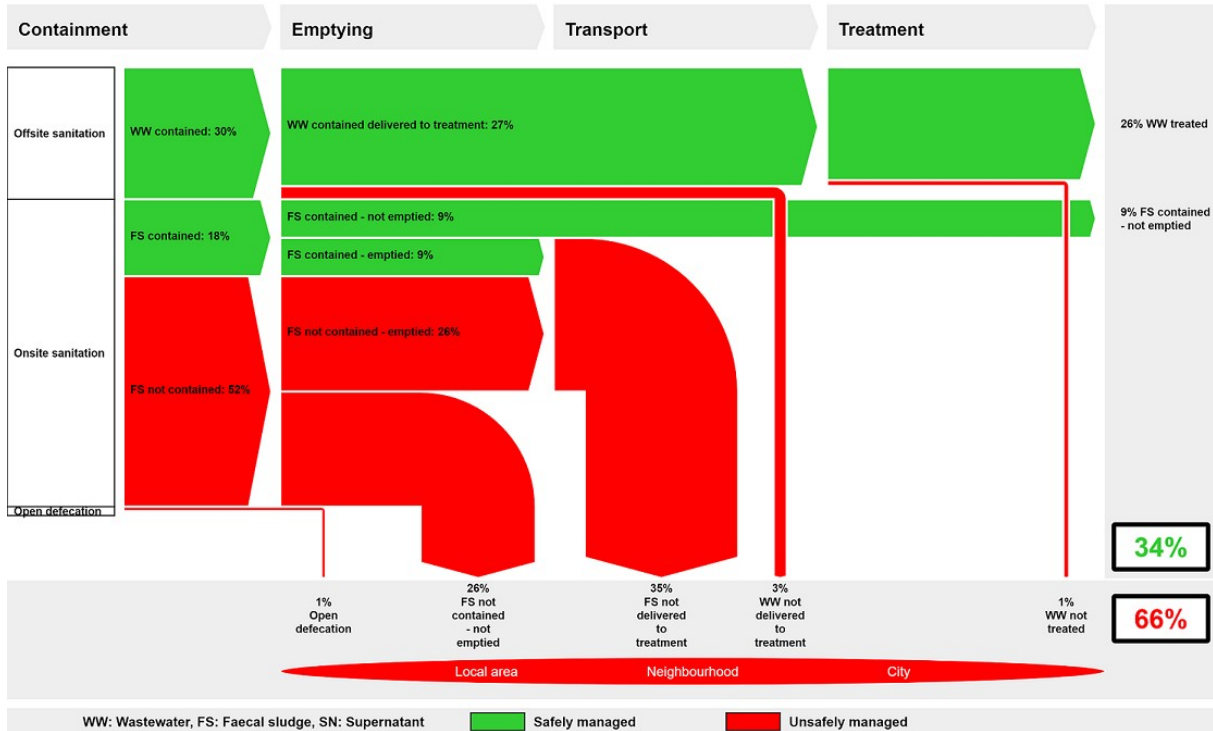 Containment
Emptying
Transport
Treatment
Offsite sanitation
WW contained: 30%
WW contained delivered to treatment: 27%
26% WW treated
FS contained - not emptied: 9%
9% FS contained
- not emptied
FS contained: 18%
FS contained - emptied: 9%
FS not contained - emptied: 26%
Onsite sanitation
FS not contained: 52%
Open defecation
34%
1%
Open
defecation
26%
FS not
contained
- not
emptied
35%
FS not
delivered
to
treatment
3%
WW not
delivered
to
treatment
1%
WW not
treated
66%
Local area
Neighbourhood
City
WW: Wastewater, FS: Faecal sludge, SN: Supernatant
Safely managed
Unsafely managed